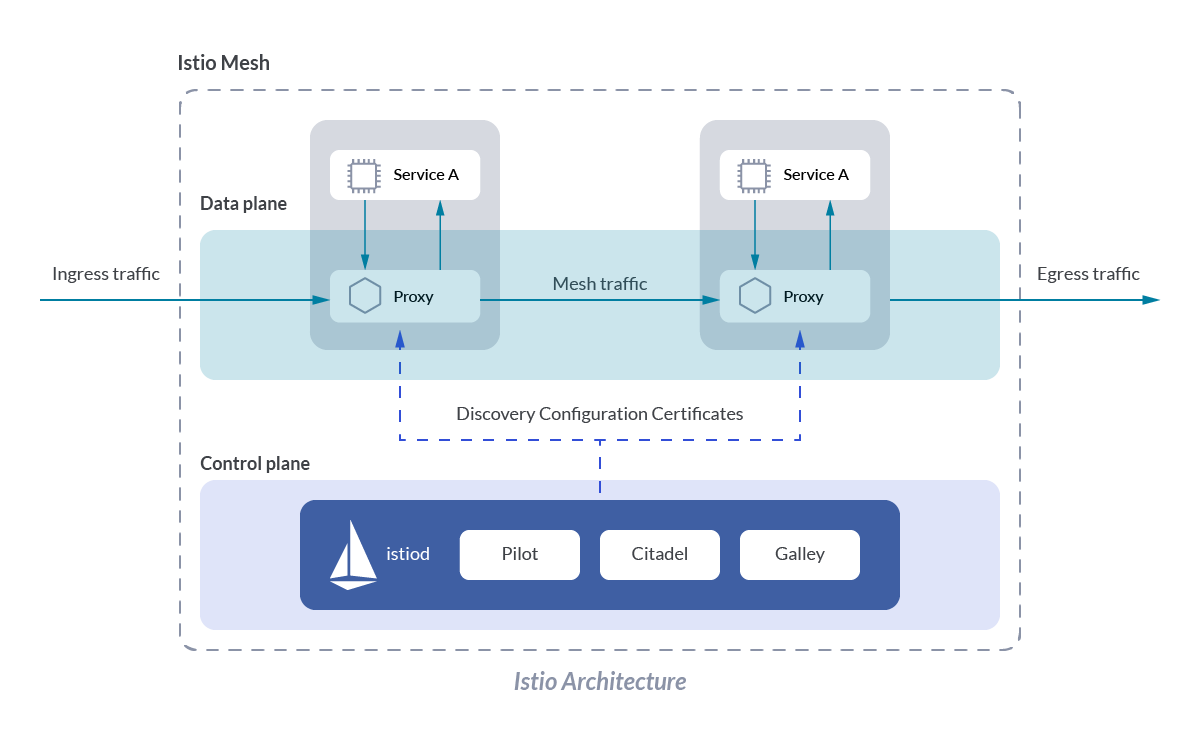 Istio Mesh
Service A
Service A
Data plane
Ingress traffic
Proxy
Mesh traffic
Proxy
Egress traffic
Discovery Configuration Certificates
Control plane
istiod
Pilot
Citadel
Galley
Istio Architecture